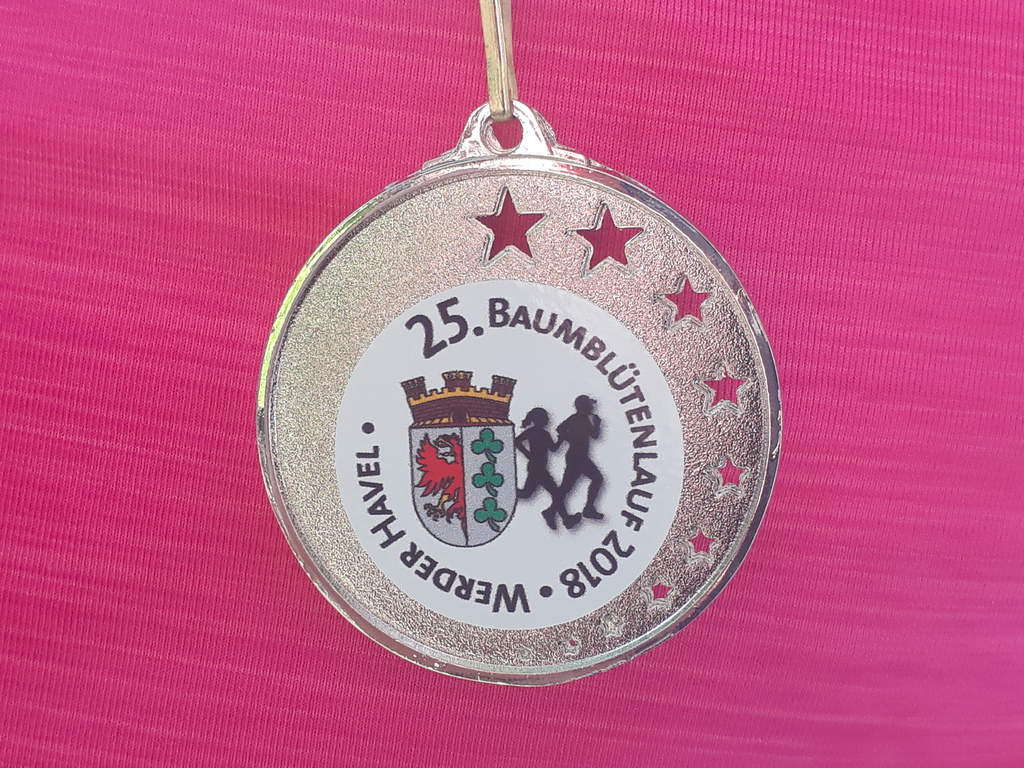 25. BAUMBLÜTENLAUF 2018 • WERDER HAVEL •